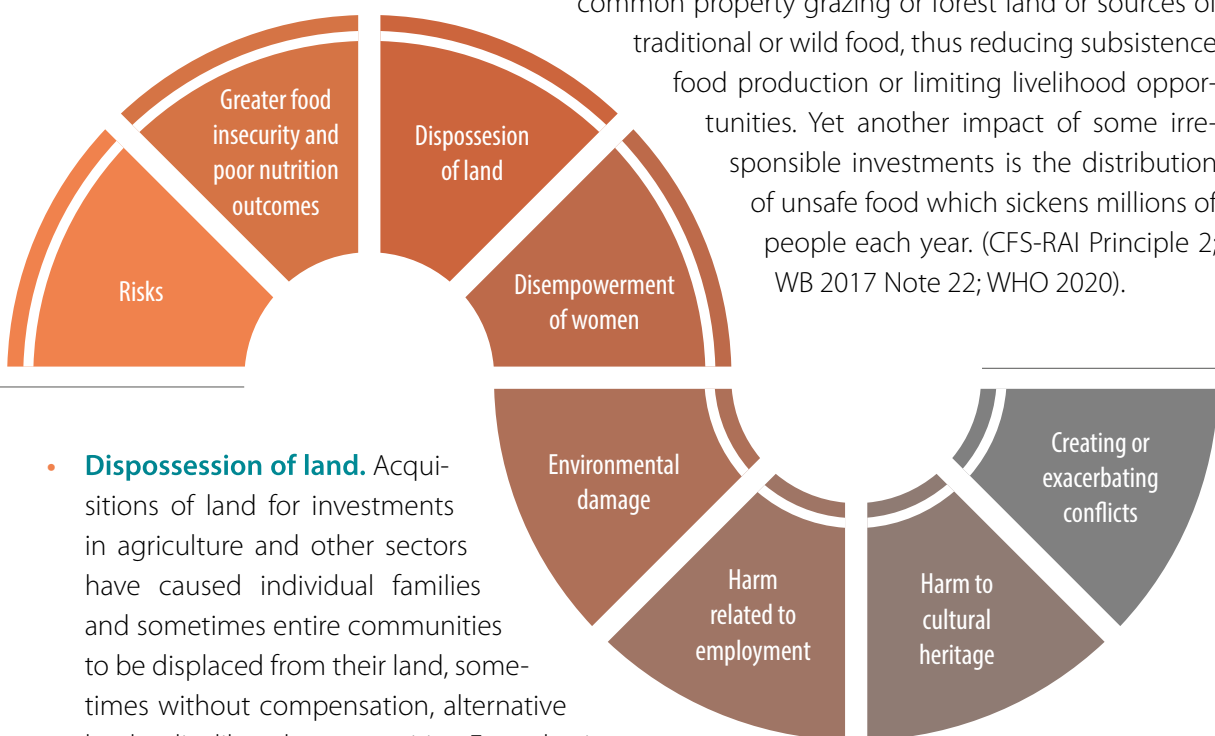 common property grazing or forest land or sources of
traditional or wild food, thus reducing subsistence
food production or limiting livelihood oppor-
tunities. Yet another impact of some irre-
sponsible investments is the distribution
of unsafe food which sickens millions of
people each year. (CFS-RAI Principle 2;
WB 2017 Note 22; WHO 2020).
Risks
Greater food
insecurity and
poor nutrition
outcomes
Dispossesion
of land
Disempowerment
of women
Environmental
damage
Harm
related to
employment
Harm to
cultural
heritage
Creating or
exacerbating
conflicts
• Dispossession of land. Acqui-
sitions of land for investments
in agriculture and other sectors
have caused individual families
and sometimes entire communities
to be displaced from their land, some-
times without compensation, alternative